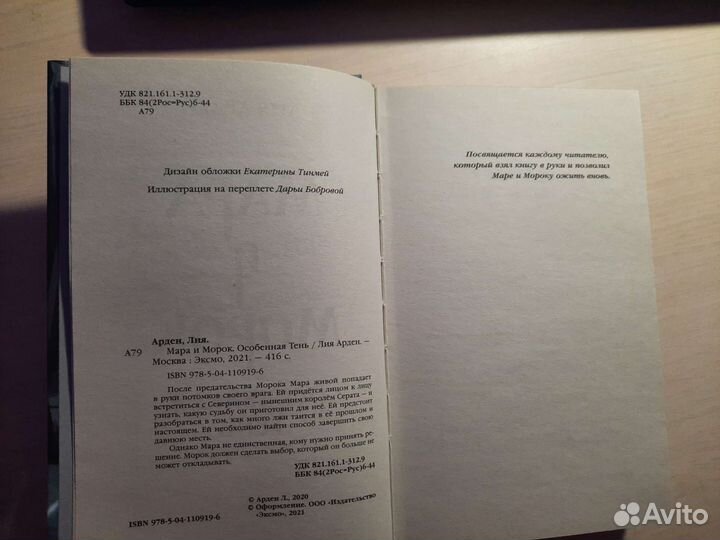 УДК 821.161.1-312.9
ББК 84(2Рос=Рус)6-44
А79
Дизайн обложки Екатерины Тинмей
Иллюстрация на переплете Дарьи Бобровой
Арден, Лия.
А79 Мара и Морок. Особенная Тень / Лия Арден. —
Москва : Эксмо, 2021. — 416 с.
ISBN 978-5-04-110919-6
После предательства Морока Мара живой попадает
в руки потомков своего врага. Ей придётся лицом к лицу
встретиться с Северином — нынешним королём Серата — и
узнать, какую судьбу он приготовил для неё. Ей предстоит
разобраться в том, как много лжи таится в её прошлом и
настоящем. Ей необходимо найти способ завершить свою
давнюю месть.
Однако Мара не единственная, кому нужно принять ре-
шение. Морок должен сделать выбор, который он больше не
может откладывать.
УДК 821.161.1-312.9
ББК 84(2Рос=Рус)6-44
© Арден Л., 2020
© Оформление. ООО «Издательство
«Эксмо», 2021
ISBN 978-5-04-110919-6
Посвящается каждому читателю,
который взял книгу в руки и позволил
Маре и Мороку ожить вновь.
Avito